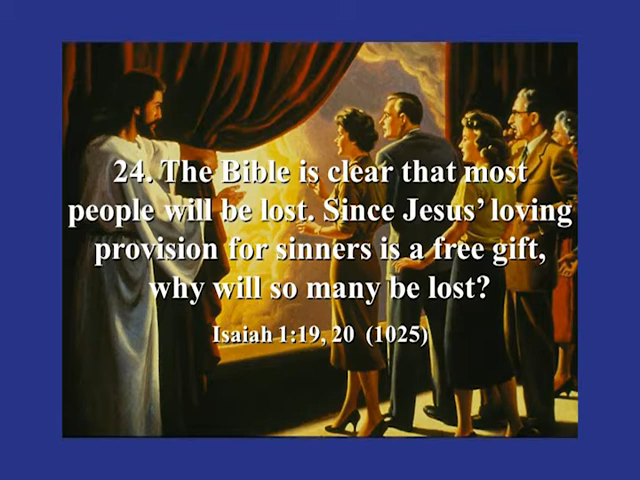 24. The Bible is clear that most
people will be lost. Since Jesus’ loving
provision for sinners is a free gift,
why will so many be lost?
Isaiah 1:19, 20 (1025)